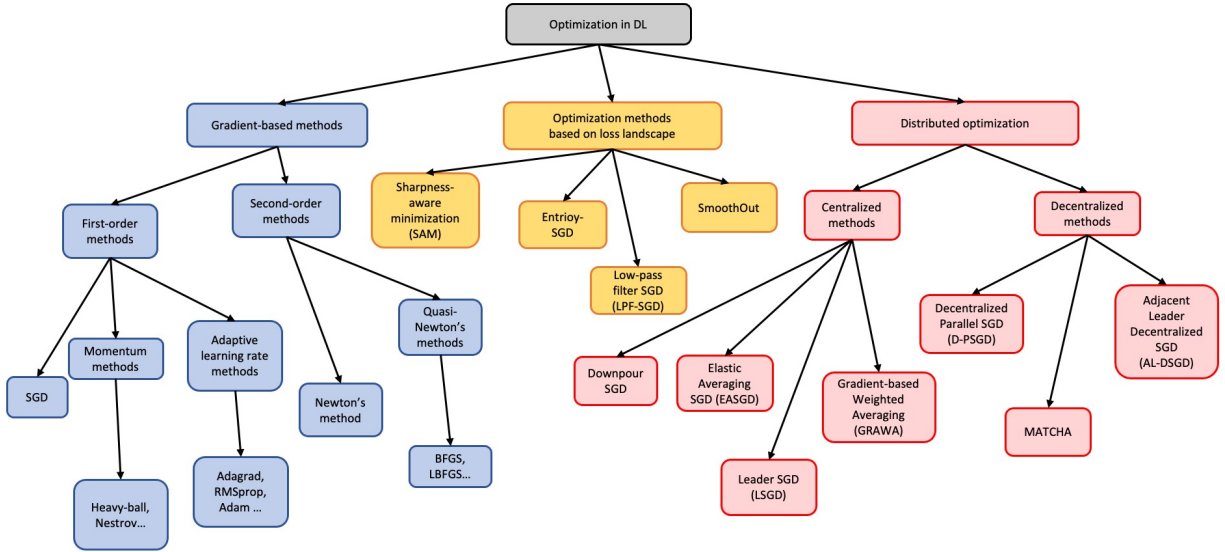 Optimization in DL
Gradient-based methods
Optimization methods
based on loss landscape
Distributed optimization
First-order
methods
Second-order
methods
Sharpness-
aware
minimization
(SAM)
Entrioy-
SGD
Low-pass
filter SGD
(LPF-SGD)
SmoothOut
Centralized
methods
Decentralized
methods
SGD
Momentum
methods
Adaptive
learning rate
methods
Newton's
method
Quasi-
Newton's
methods
Downpour
SGD
Elastic
Averaging
SGD (EASGD)
Leader SGD
(LSGD)
Gradient-based
Weighted
Averaging
(GRAWA)
Decentralized
Parallel SGD
(D-PSGD)
MATCHA
Adjacent
Leader
Decentralized
SGD
(AL-DSGD)
Heavy-ball,
Nestrov...
Adagrad,
RMSprop,
Adam ...
BFGS,
LBFGS...